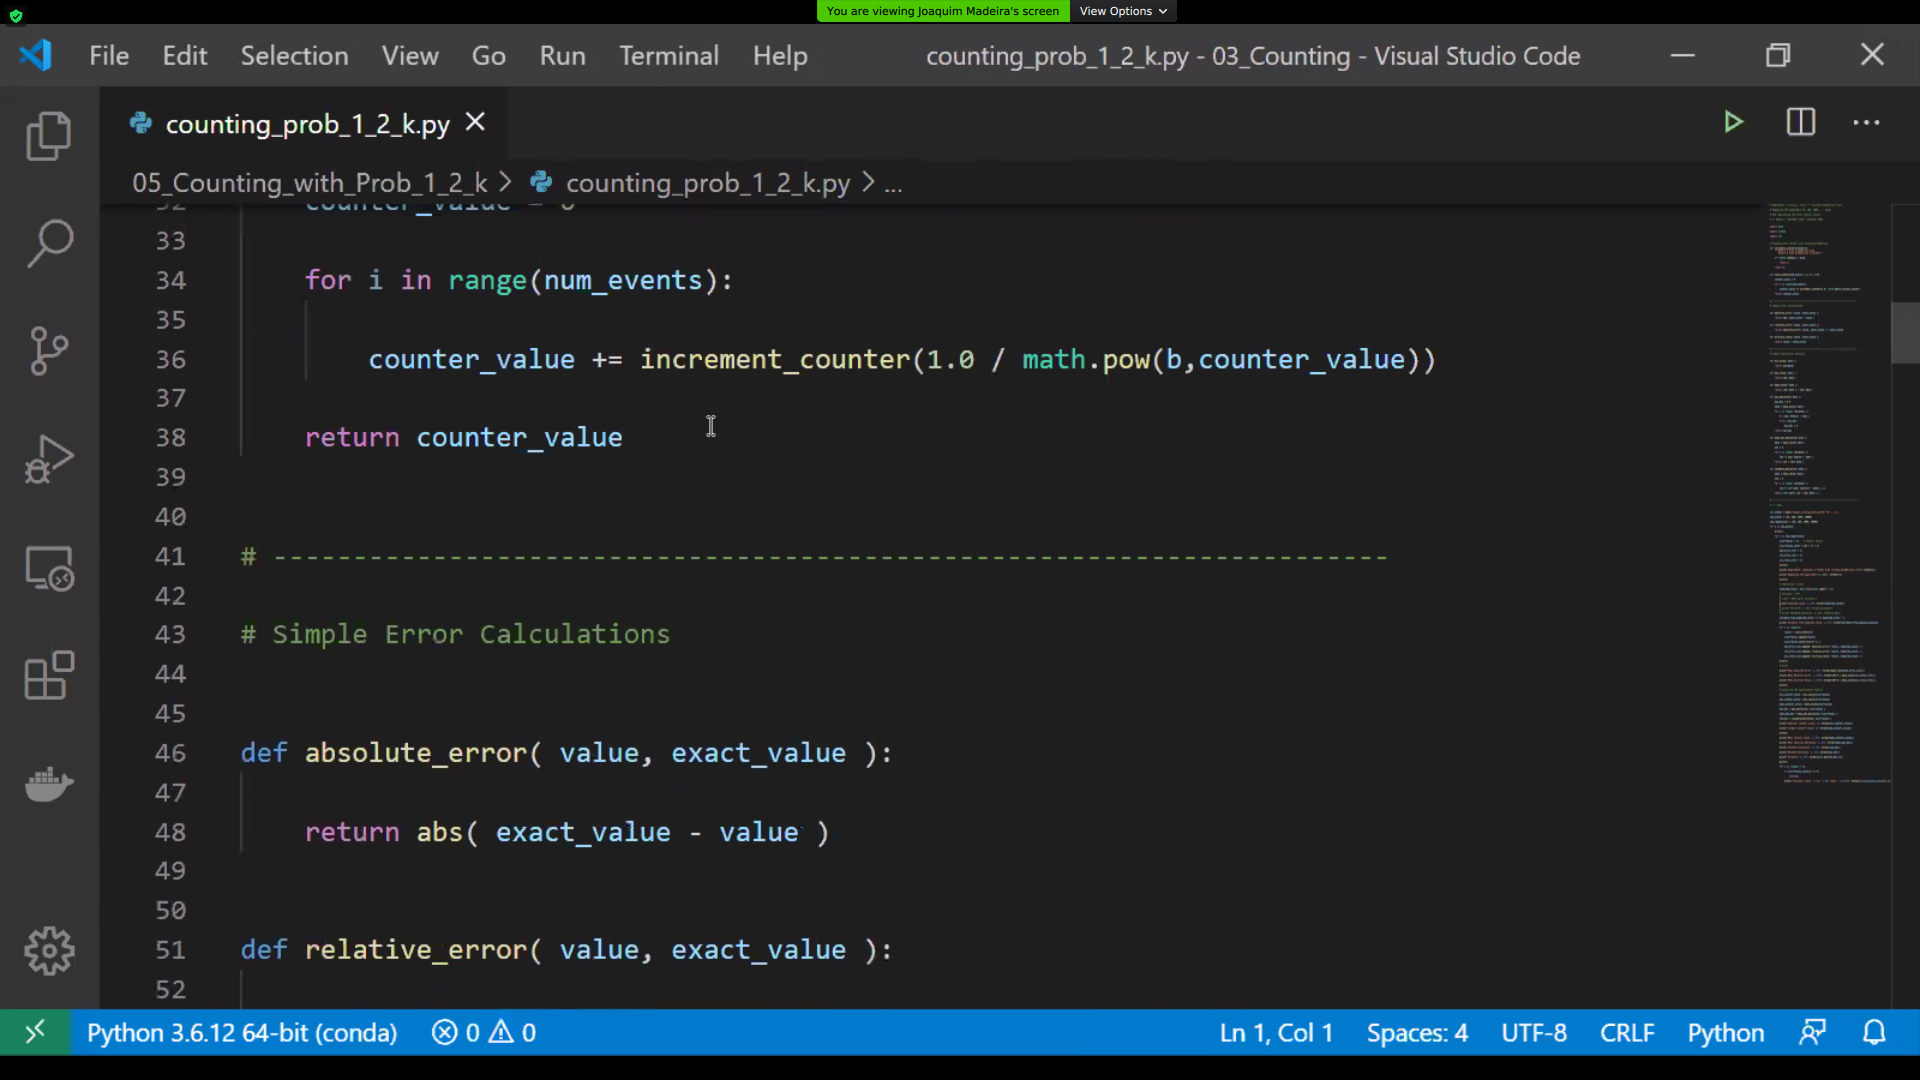 You are viewing Joaquim Madeira's screen View Options
File Edit Selection View Go Run Terminal Help counting_prob_1_2_k.py - 03_Counting - Visual Studio Code
counting_prob_1_2_k.py
05_Counting_with_Prob_1_2_k > counting_prob_1_2_k.py > ...
32 counter_value = 0
33
34 for i in range(num_events):
35
36 counter_value += increment_counter(1.0 / math.pow(b,counter_value))
37
38 return counter_value
39
40
41 # ----------------------------------------------------------------------
42
43 # Simple Error Calculations
44
45
46 def absolute_error( value, exact_value ):
47
48 return abs( exact_value - value )
49
50
51 def relative_error( value, exact_value ):
52
Python 3.6.12 64-bit (conda) 0 0 Ln 1, Col 1 Spaces: 4 UTF-8 CRLF Python